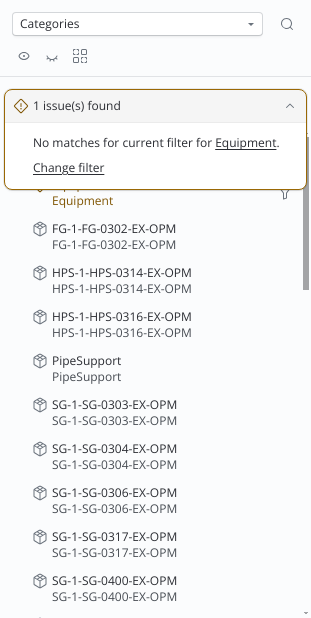 Categories
1 issue(s) found
No matches for current filter for Equipment.
Change filter
Equipment
FG-1-FG-0302-EX-OPM
FG-1-FG-0302-EX-OPM
HPS-1-HPS-0314-EX-OPM
HPS-1-HPS-0314-EX-OPM
HPS-1-HPS-0316-EX-OPM
HPS-1-HPS-0316-EX-OPM
PipeSupport
PipeSupport
SG-1-SG-0303-EX-OPM
SG-1-SG-0303-EX-OPM
SG-1-SG-0304-EX-OPM
SG-1-SG-0304-EX-OPM
SG-1-SG-0306-EX-OPM
SG-1-SG-0306-EX-OPM
SG-1-SG-0317-EX-OPM
SG-1-SG-0317-EX-OPM
SG-1-SG-0400-EX-OPM
SG-1-SG-0400-EX-OPM